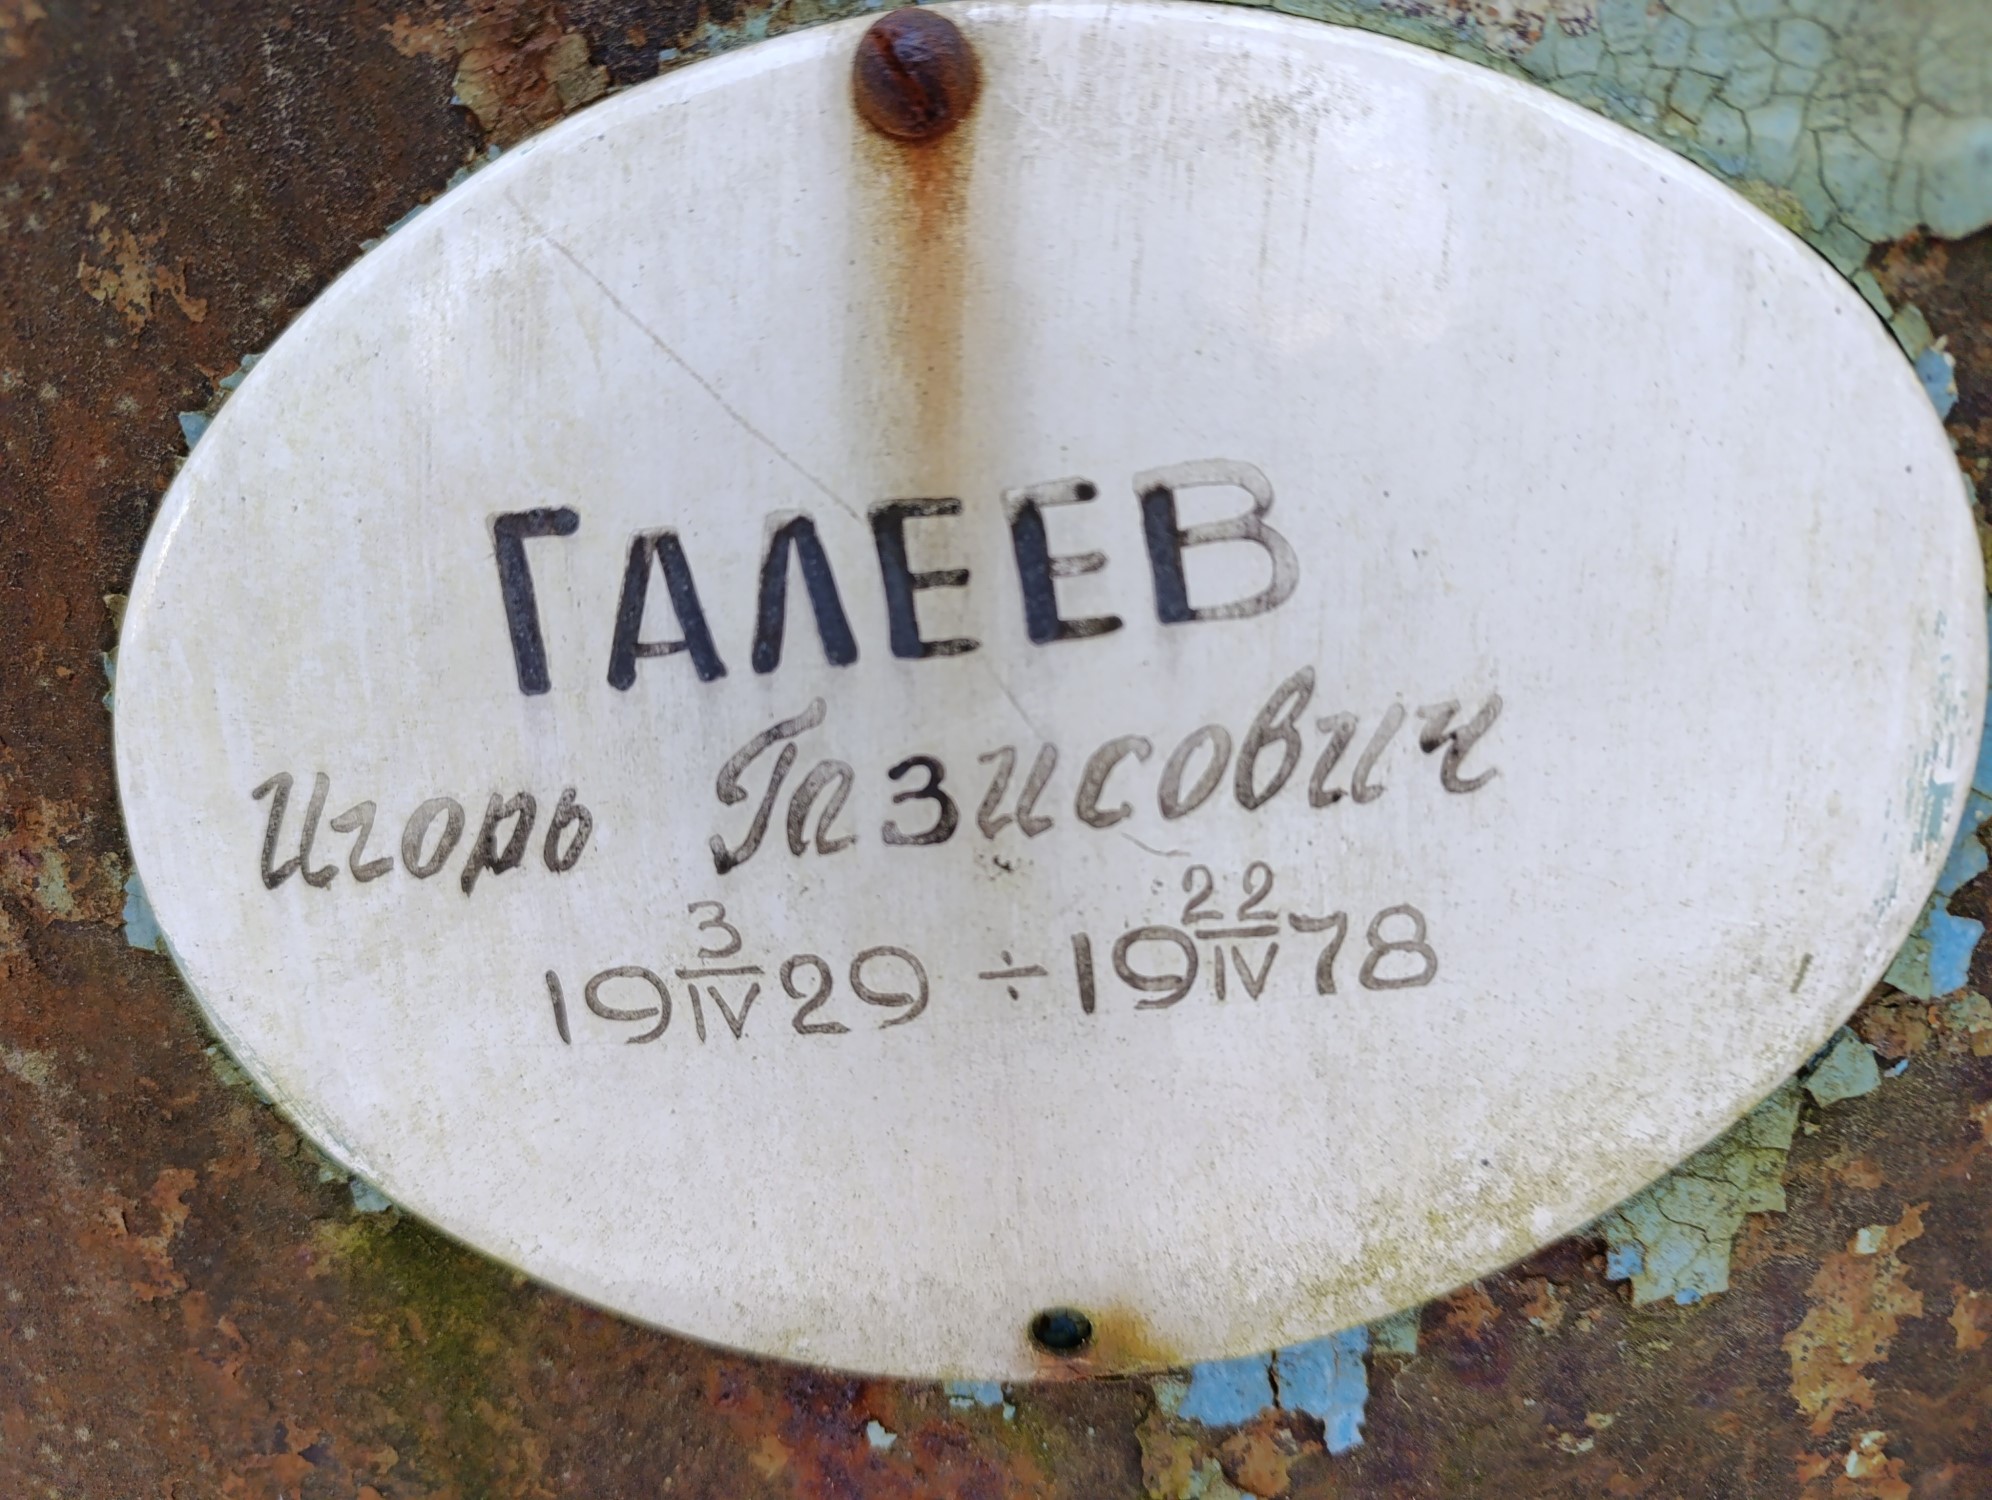 ГАЛЕЕВ
Игорь Газисович
19 3/IV 29 ÷ 19 22/IV 78